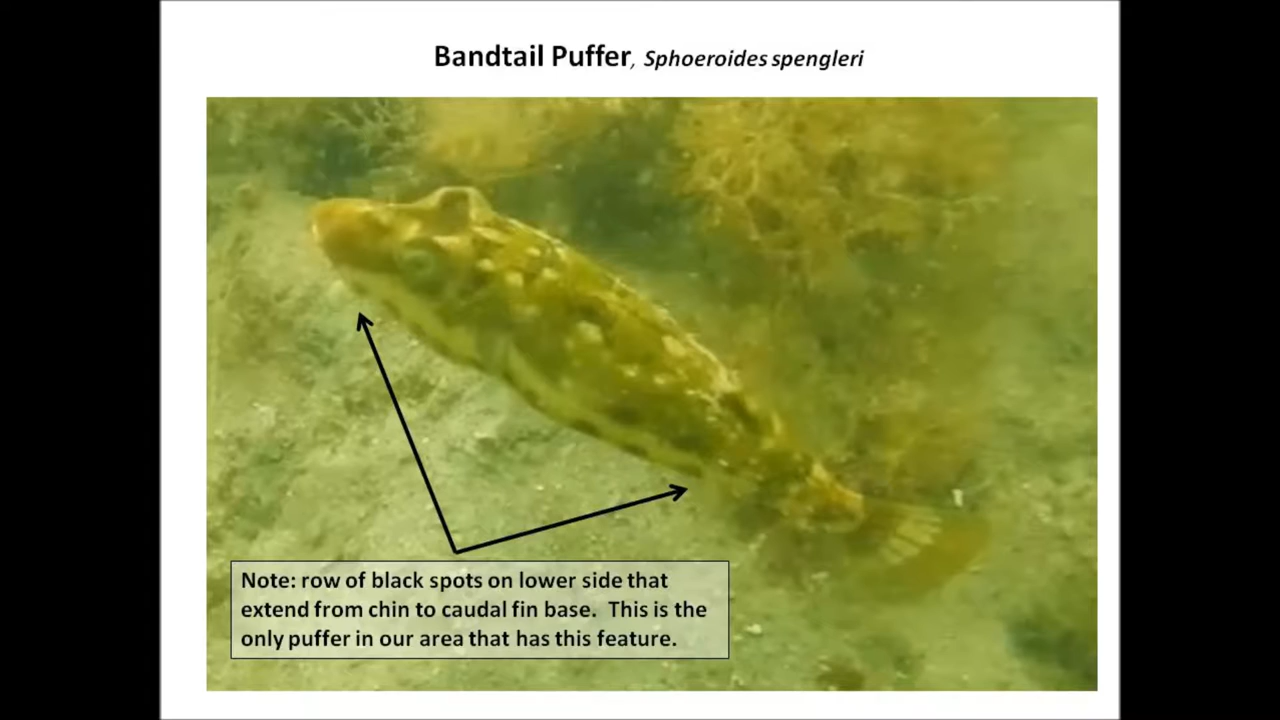 Bandtail Puffer, Sphoeroides spengleri
Note: row of black spots on lower side that
extend from chin to caudal fin base.  This is the
only puffer in our area that has this feature.